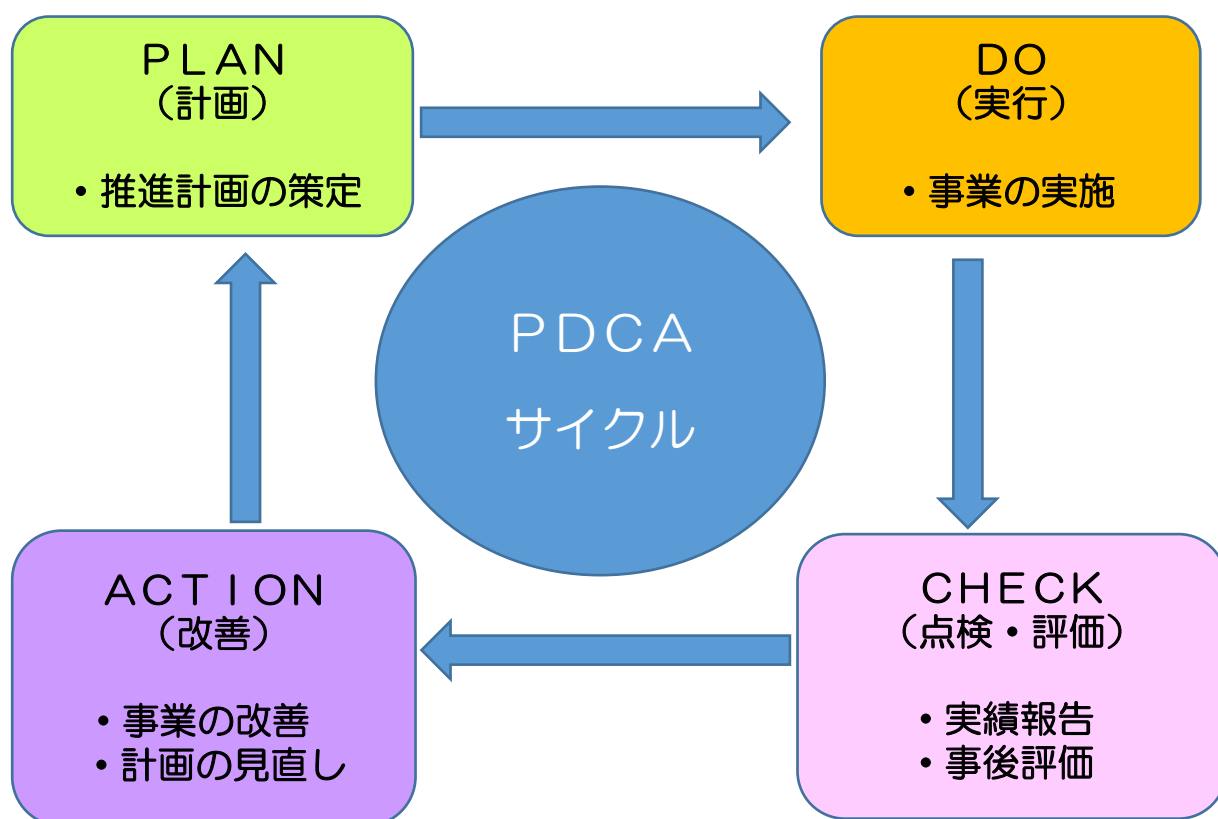 ＰＬＡＮ
（計画）
・推進計画の策定
ＤＯ
（実行）
・事業の実施
ＰＤＣＡ
サイクル
ＡＣＴＩＯＮ
（改善）
・事業の改善
・計画の見直し
ＣＨＥＣＫ
（点検・評価）
・実績報告
・事後評価